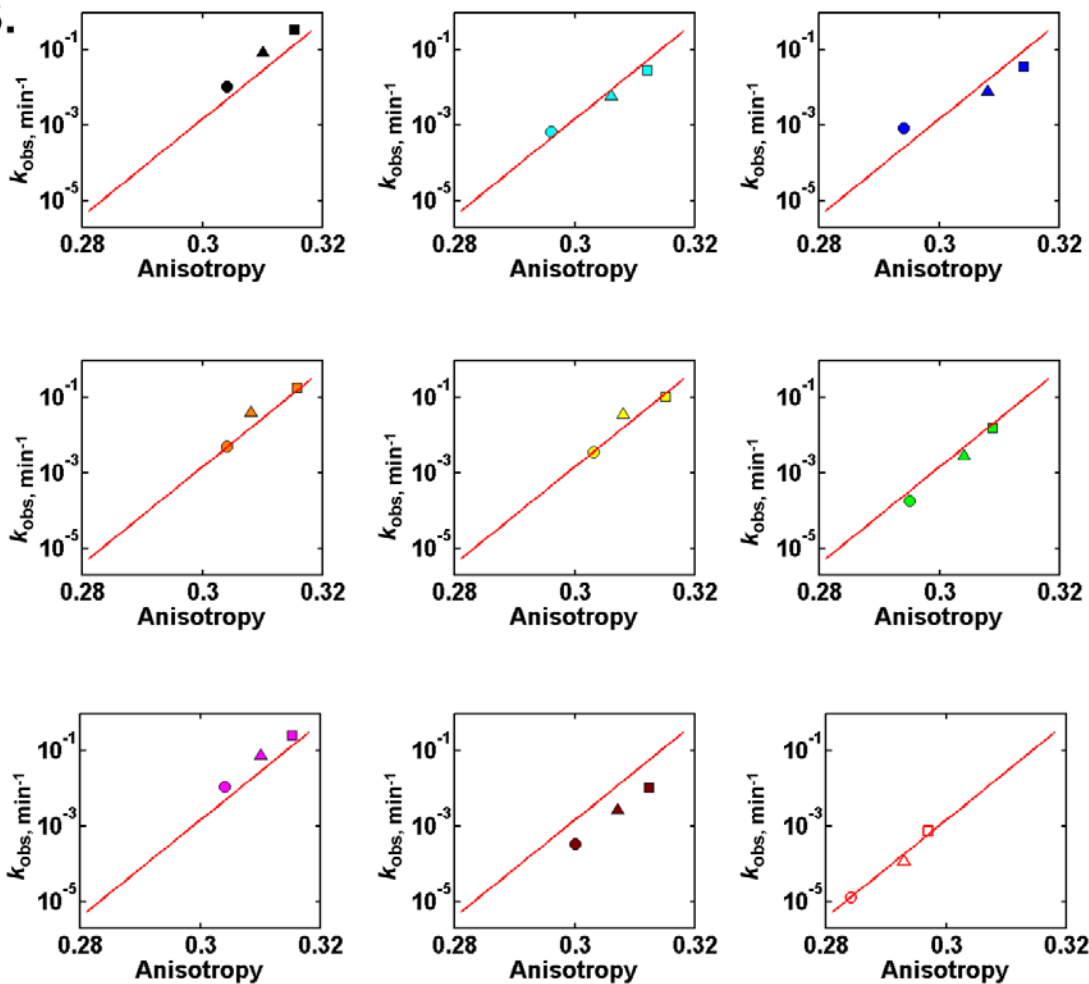 10⁻¹ 10⁻¹ 10⁻¹
10⁻³ 10⁻³ 10⁻³
10⁻⁵ 10⁻⁵ 10⁻⁵
k_obs, min⁻¹ k_obs, min⁻¹ k_obs, min⁻¹
0.28 0.3 0.32 0.28 0.3 0.32 0.28 0.3 0.32
Anisotropy Anisotropy Anisotropy
10⁻¹ 10⁻¹ 10⁻¹
10⁻³ 10⁻³ 10⁻³
10⁻⁵ 10⁻⁵ 10⁻⁵
k_obs, min⁻¹ k_obs, min⁻¹ k_obs, min⁻¹
0.28 0.3 0.32 0.28 0.3 0.32 0.28 0.3 0.32
Anisotropy Anisotropy Anisotropy
10⁻¹ 10⁻¹ 10⁻¹
10⁻³ 10⁻³ 10⁻³
10⁻⁵ 10⁻⁵ 10⁻⁵
k_obs, min⁻¹ k_obs, min⁻¹ k_obs, min⁻¹
0.28 0.3 0.32 0.28 0.3 0.32 0.28 0.3 0.32
Anisotropy Anisotropy Anisotropy